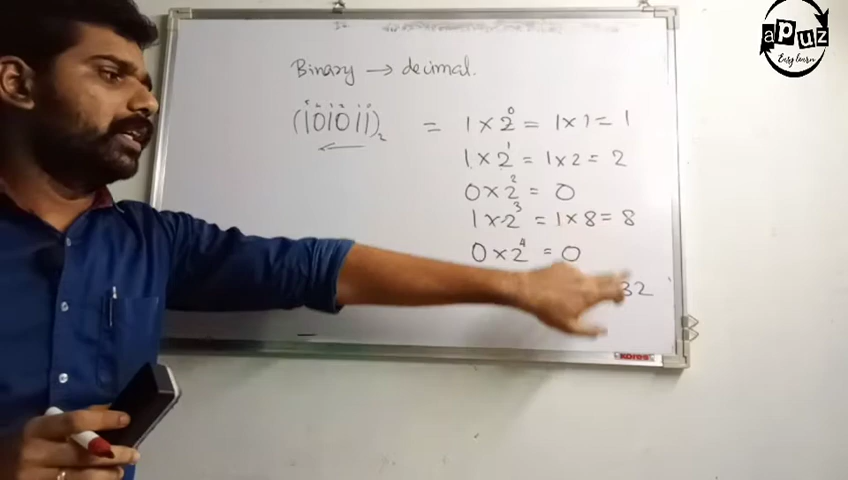 apuz
Easy learn
Binary → decimal.
(101011)₂ = 1 × 2⁰ = 1 × 1 = 1
1 × 2¹ = 1 × 2 = 2
0 × 2² = 0
1 × 2³ = 1 × 8 = 8
0 × 2⁴ = 0
32
KORES